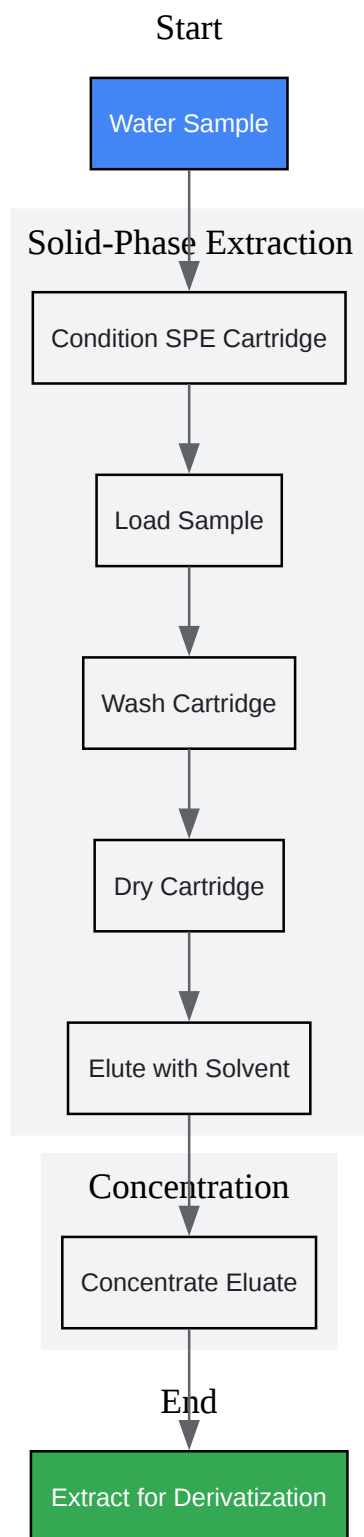 Start
Water Sample
Solid-Phase Extraction
Condition SPE Cartridge
Load Sample
Wash Cartridge
Dry Cartridge
Elute with Solvent
Concentration
Concentrate Eluate
End
Extract for Derivatization